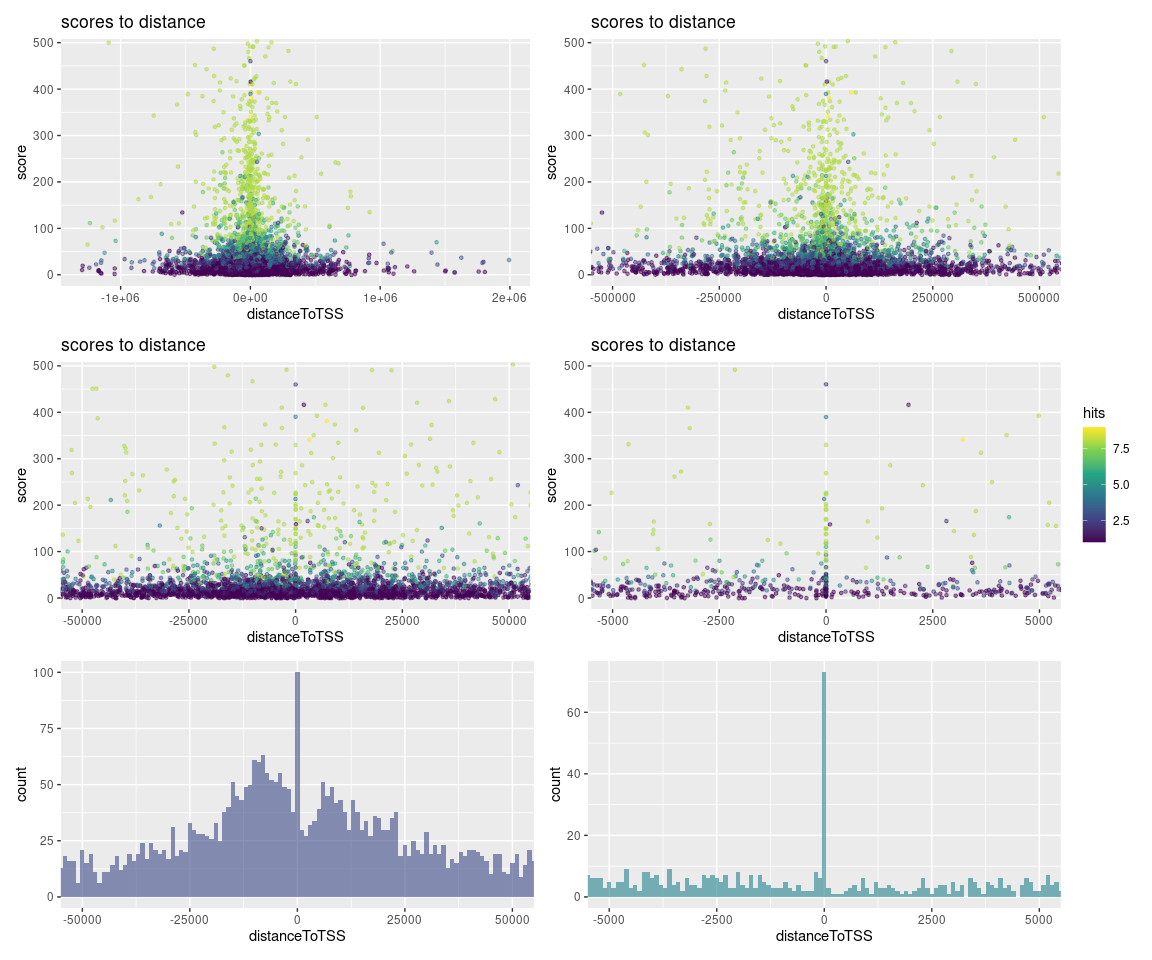 scores to distance
score
500
400
300
200
100
0
-1e+06
0e+00
1e+06
2e+06
distanceToTSS
scores to distance
score
500
400
300
200
100
0
-500000
-250000
0
250000
500000
distanceToTSS
scores to distance
score
500
400
300
200
100
0
-50000
-25000
0
25000
50000
distanceToTSS
scores to distance
score
500
400
300
200
100
0
-5000
-2500
0
2500
5000
distanceToTSS
hits
7.5
5.0
2.5
count
100
75
50
25
0
-50000
-25000
0
25000
50000
distanceToTSS
count
60
40
20
0
-5000
-2500
0
2500
5000
distanceToTSS